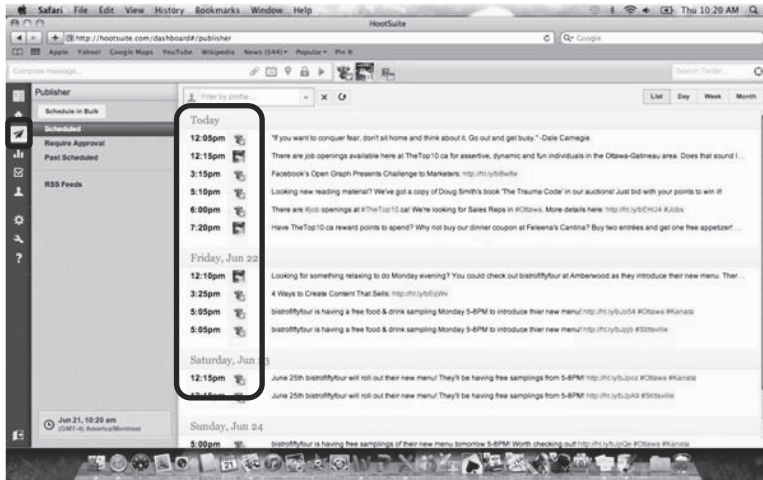 Safari File Edit View History Bookmarks Window Help Thu 10:20 AM
HootSuite
http://hootsuite.com/dashboard#/publisher
Google
Apple Yahoo! Google Maps YouTube Wikipedia News (544) Popular Pin It
Compose message...
Search Twitter...
Publisher
Filter by profile...
List Day Week Month
Schedule in Bulk
Scheduled
Require Approval
Past Scheduled
RSS Feeds
Today
12:05pm "If you want to conquer fear, don't sit home and think about it. Go out and get busy." -Dale Carnegie
12:15pm There are job openings available here at TheTop10.ca for assertive, dynamic and fun individuals in the Ottawa-Gatineau area. Does that sound l...
3:15pm Facebook's Open Graph Presents Challenge to Marketers:
5:10pm Looking for new reading material? We've got a copy of Doug Smith's book 'The Trauma Code' in our auctions! Just bid with your points to win it!
6:00pm There are #job openings at #TheTop10.ca! We're looking for Sales Reps in #Ottawa. More details here: http://ht.ly/bEHU4 #Jobs
7:20pm Have TheTop10.ca reward points to spend? Why not buy our dinner coupon at Feleena's Cantina? Buy two entrées and get one free appetizer! ...
Friday, Jun 22
12:10pm Looking for something relaxing to do Monday evening? You could check out bistrofiftyfour at Amberwood as they introduce their new menu. Ther...
3:25pm 4 Ways to Create Content That Sells:
5:05pm bistrofiftyfour is having a free food & drink sampling Monday 5-8PM to introduce thier new menu! #Ottawa #Kanata
5:05pm bistrofiftyfour is having a free food & drink sampling Monday 5-8PM to introduce thier new menu! #Stittsville
Saturday, Jun 23
12:15pm June 25th bistrofiftyfour will roll out their new menu! They'll be having free samplings from 5-8PM! #Ottawa #Kanata
12:15pm June 25th bistrofiftyfour will roll out their new menu! They'll be having free samplings from 5-8PM! #Stittsville
Sunday, Jun 24
5:00pm bistrofiftyfour is having free samplings of their new menu tomorrow 5-8PM! Worth checking out! #Ottawa #Kanata
Jun 21, 10:20 am
(GMT-4) America/Montreal